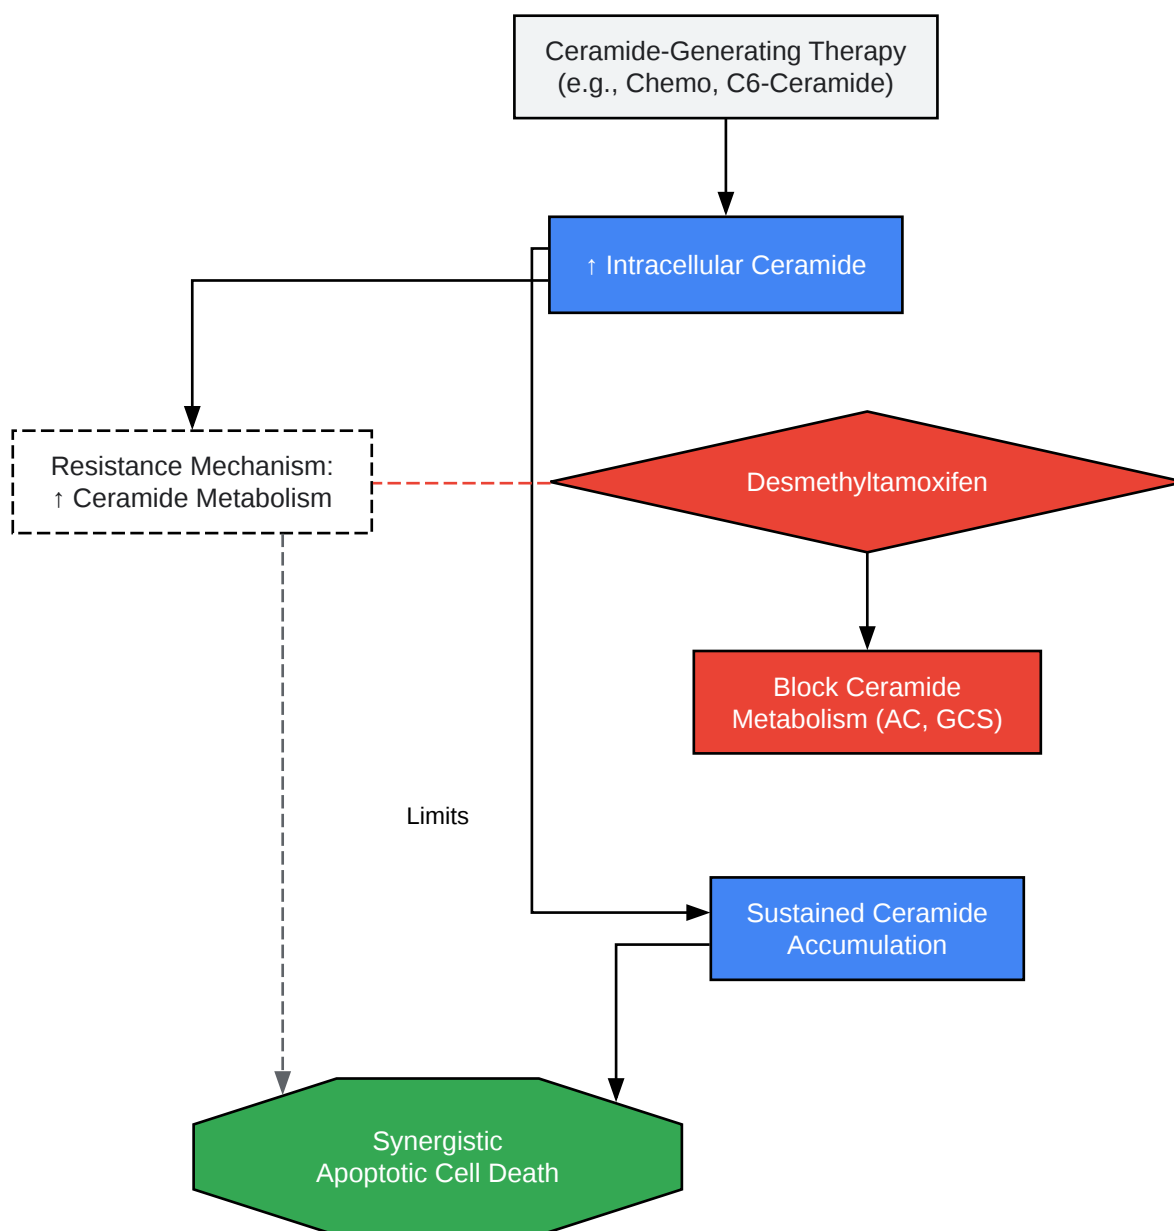 Ceramide-Generating Therapy
(e.g., Chemo, C6-Ceramide)
↑ Intracellular Ceramide
Resistance Mechanism:
↑ Ceramide Metabolism
Desmethyltamoxifen
Block Ceramide
Metabolism (AC, GCS)
Limits
Sustained Ceramide
Accumulation
Synergistic
Apoptotic Cell Death